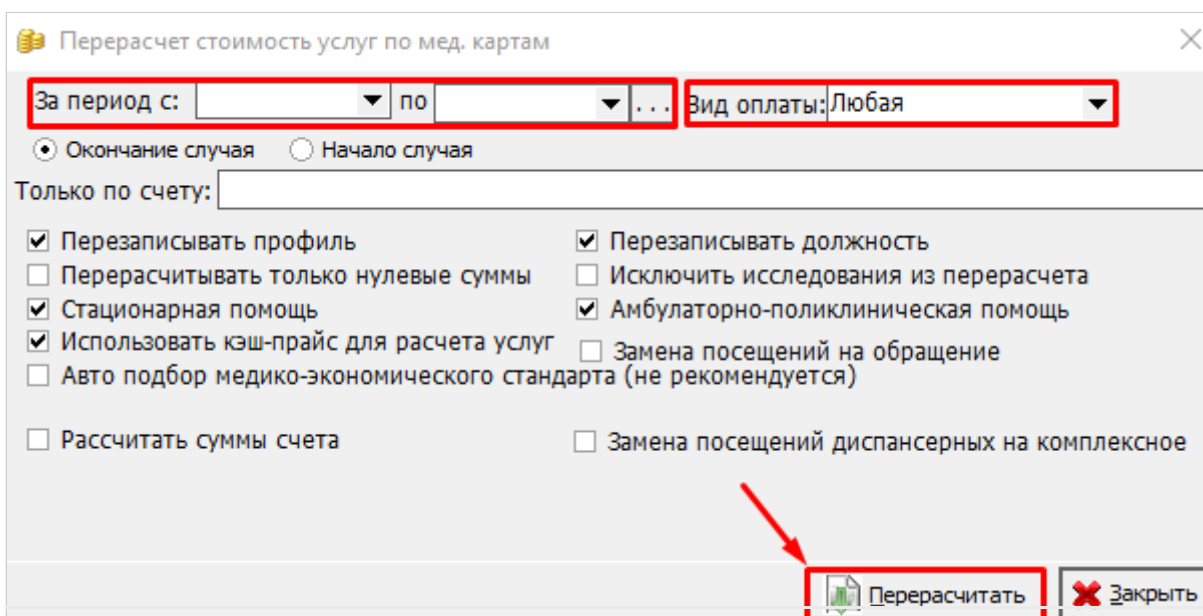 Перерасчет стоимость услуг по мед. картам
За период с: по ... Вид оплаты: Любая
Окончание случая Начало случая
Только по счету:
Перезаписывать профиль Перезаписывать должность
Перерасчитывать только нулевые суммы Исключить исследования из перерасчета
Стационарная помощь Амбулаторно-поликлиническая помощь
Использовать кэш-прайс для расчета услуг Замена посещений на обращение
Авто подбор медико-экономического стандарта (не рекомендуется)
Рассчитать суммы счета Замена посещений диспансерных на комплексное
Перерасчитать Закрыть